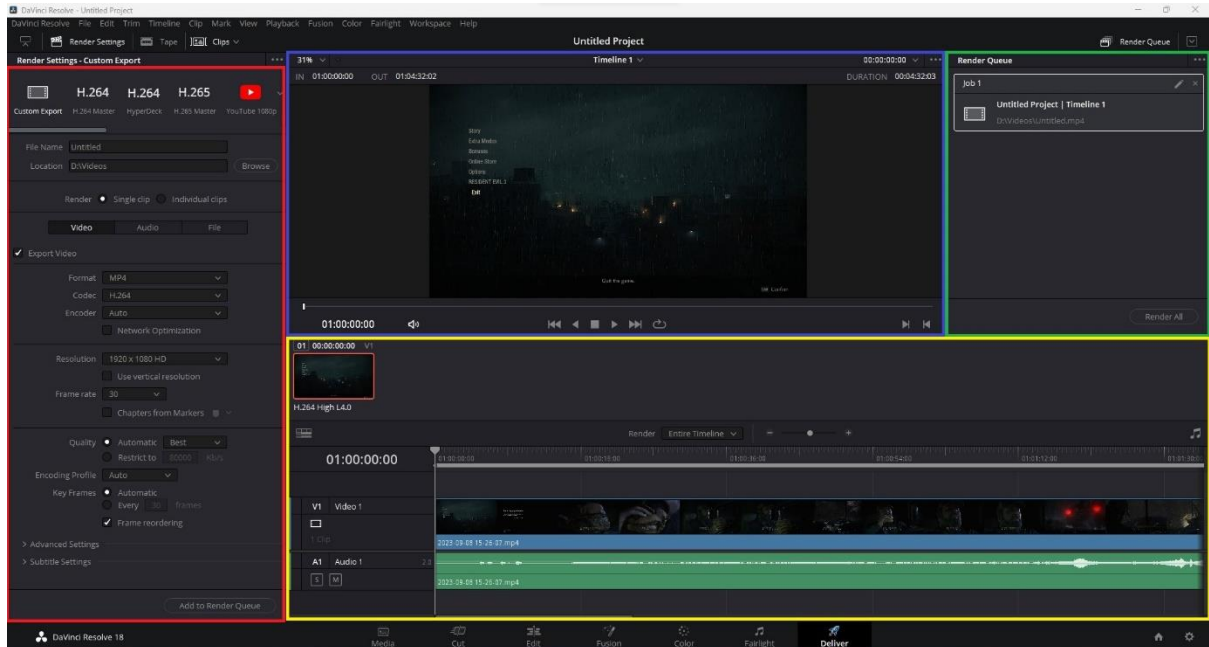 DaVinci Resolve - Untitled Project
DaVinci Resolve File Edit Trim Timeline Clip Mark View Playback Fusion Color Fairlight Workspace Help
Render Settings Tape Clips Untitled Project Render Queue
Render Settings - Custom Export
H.264 H.264 H.265
Custom Export H.264 Master HyperDeck H.265 Master YouTube 1080p
File Name Untitled
Location D:\Videos Browse
Render Single clip Individual clips
Video Audio File
Export Video
Format MP4
Codec H.264
Encoder Auto
Network Optimization
Resolution 1920 x 1080 HD
Use vertical resolution
Frame rate 30
Chapters from Markers
Quality Automatic Best
Restrict to 80000 Kb/s
Encoding Profile Auto
Key Frames Automatic
Every 30 frames
Frame reordering
> Advanced Settings
> Subtitle Settings
Add to Render Queue
31% Timeline 1 00:00:00:00
IN 01:00:00:00 OUT 01:04:32:02 DURATION 00:04:32:03
Story
Extra Modes
Bonuses
Online Store
Options
RESIDENT EVIL 3
Exit
Quit the game.
01:00:00:00
Render Queue
Job 1
Untitled Project | Timeline 1
D:\Videos\Untitled.mp4
Render All
01 00:00:00:00 V1
H.264 High L4.0
Render Entire Timeline
01:00:00:00 01:00:00:00 01:00:18:00 01:00:36:00 01:00:54:00 01:01:12:00 01:01:30:00
V1 Video 1
1 Clip
2023-09-08 15-26-07.mp4
A1 Audio 1 2.0
S M
2023-09-08 15-26-07.mp4
DaVinci Resolve 18 Media Cut Edit Fusion Color Fairlight Deliver